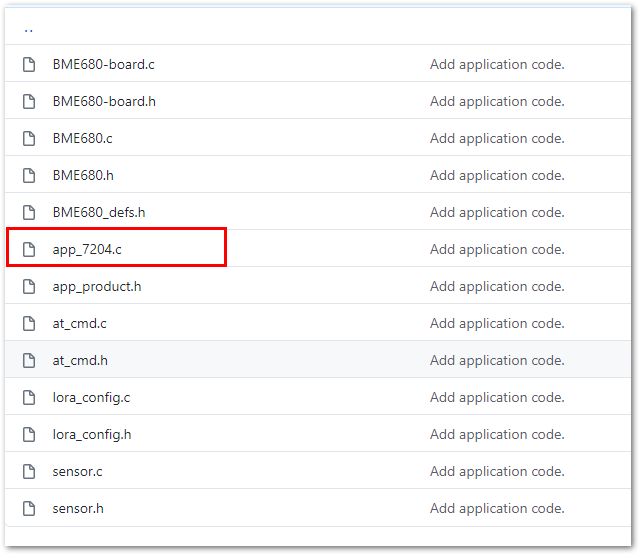 ..
BME680-board.c Add application code.
BME680-board.h Add application code.
BME680.c Add application code.
BME680.h Add application code.
BME680_defs.h Add application code.
app_7204.c Add application code.
app_product.h Add application code.
at_cmd.c Add application code.
at_cmd.h Add application code.
lora_config.c Add application code.
lora_config.h Add application code.
sensor.c Add application code.
sensor.h Add application code.